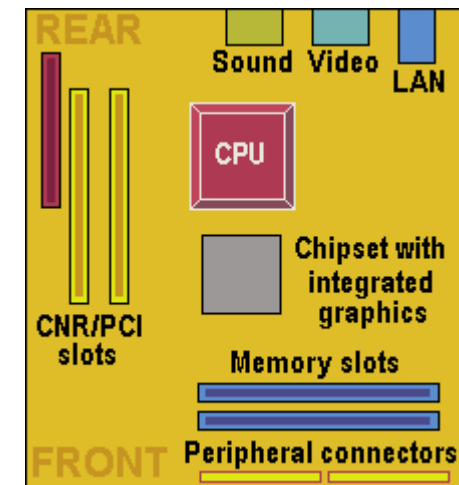 REAR
Sound Video
LAN
CPU
Chipset with
integrated
graphics
CNR/PCI
slots
Memory slots
Peripheral connectors
FRONT